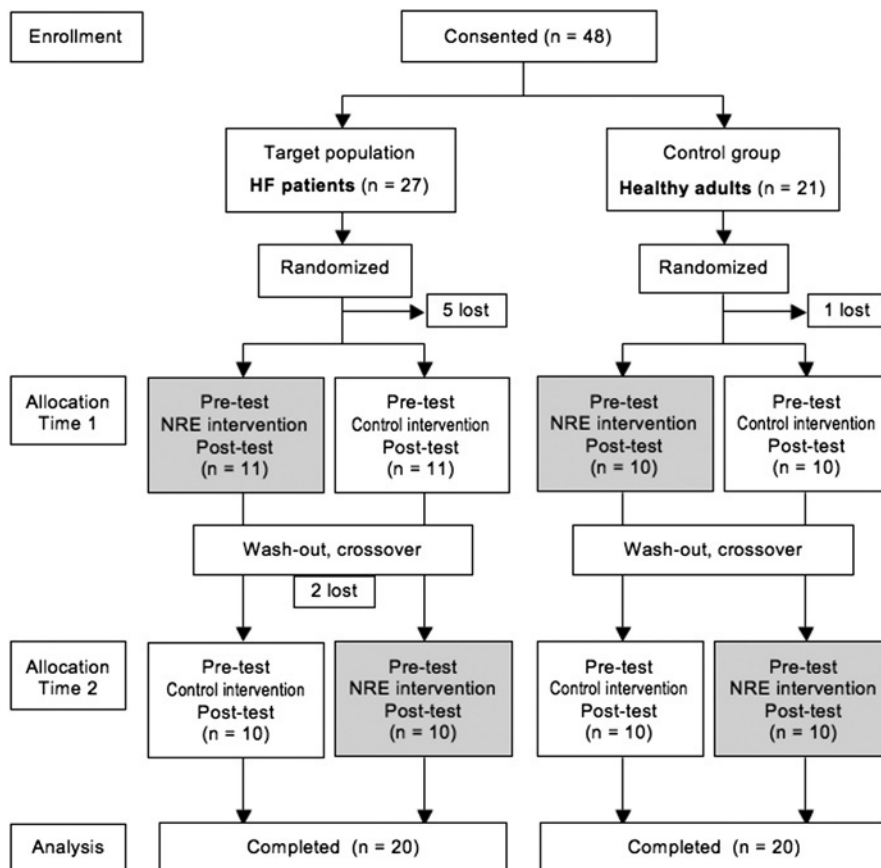 Enrollment
Consented (n = 48)
Target population
HF patients (n = 27)
Control group
Healthy adults (n = 21)
Randomized
Randomized
5 lost
1 lost
Allocation
Time 1
Pre-test
NRE intervention
Post-test
(n = 11)
Pre-test
Control intervention
Post-test
(n = 11)
Pre-test
NRE intervention
Post-test
(n = 10)
Pre-test
Control intervention
Post-test
(n = 10)
Wash-out, crossover
Wash-out, crossover
2 lost
Allocation
Time 2
Pre-test
Control intervention
Post-test
(n = 10)
Pre-test
NRE intervention
Post-test
(n = 10)
Pre-test
Control intervention
Post-test
(n = 10)
Pre-test
NRE intervention
Post-test
(n = 10)
Analysis
Completed (n = 20)
Completed (n = 20)